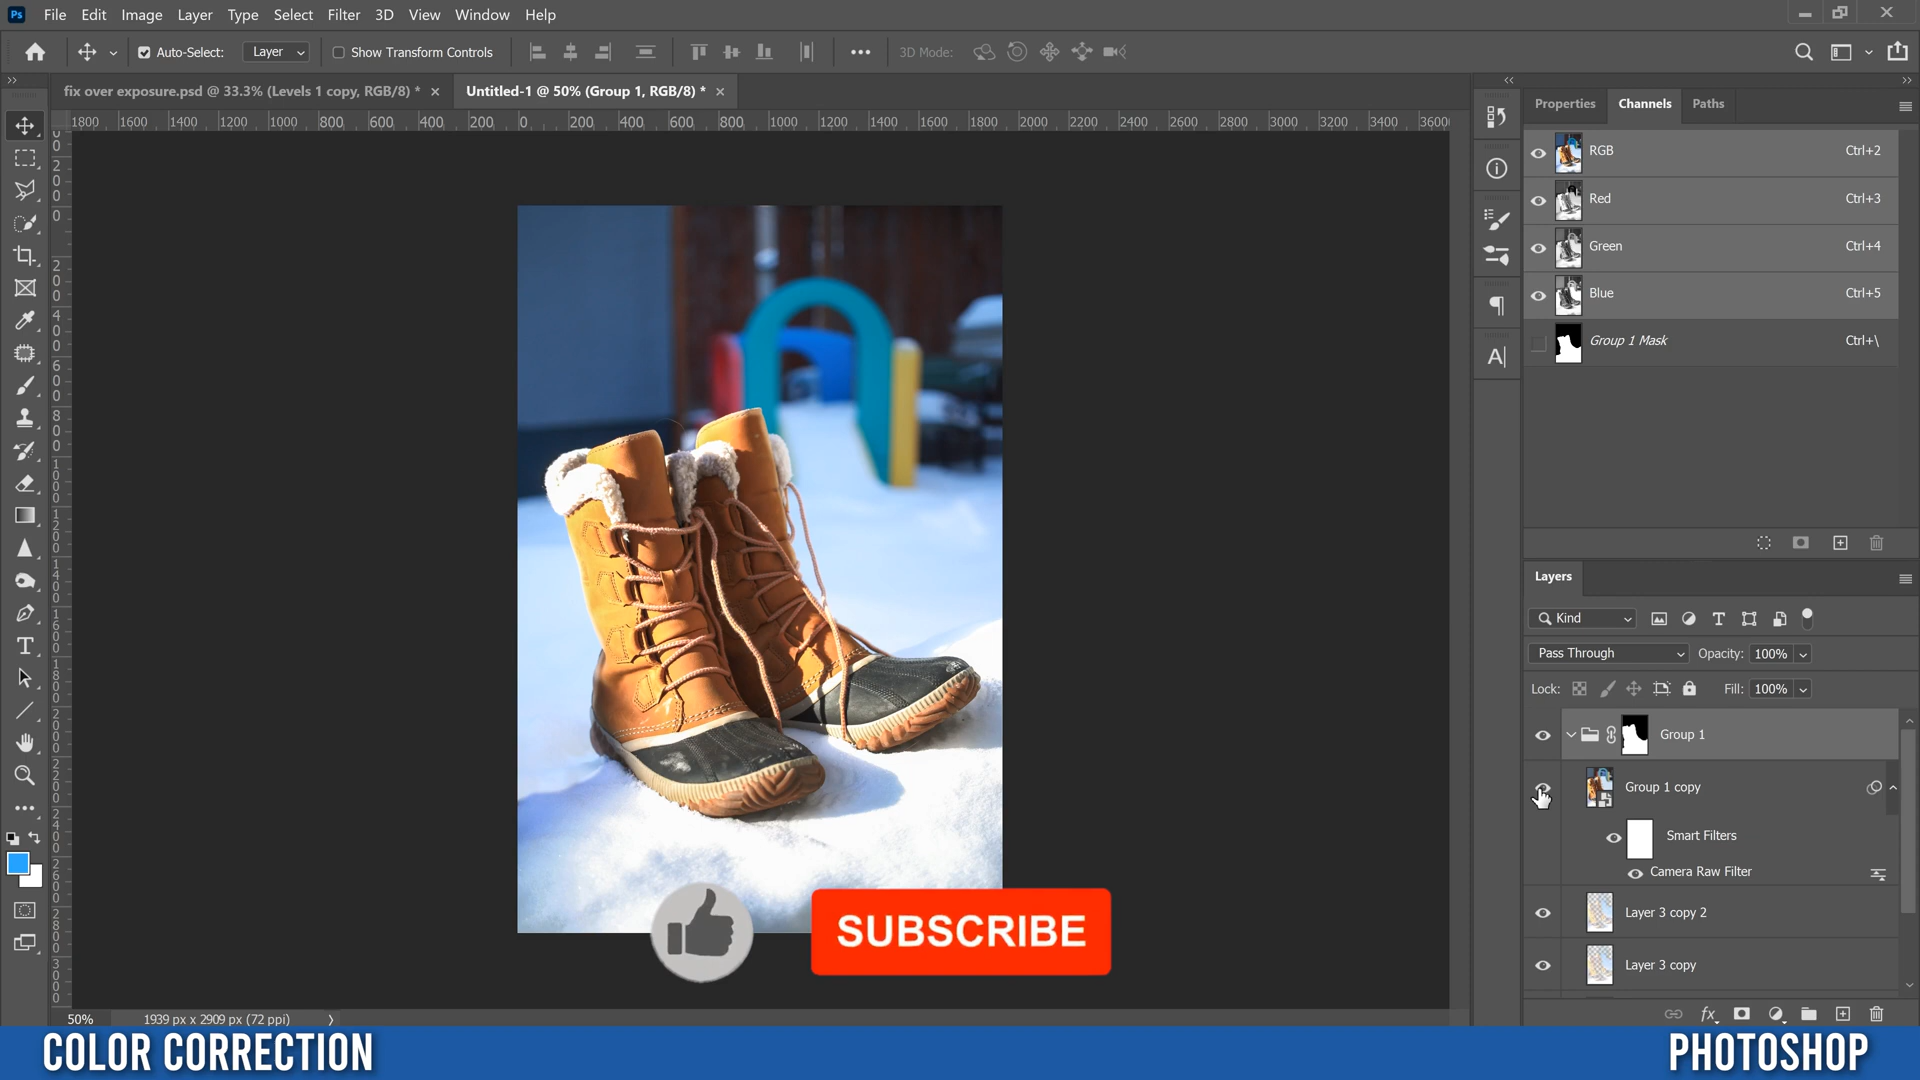 Ps File Edit Image Layer Type Select Filter 3D View Window Help
Auto-Select: Layer Show Transform Controls 3D Mode:
fix over exposure.psd @ 33.3% (Levels 1 copy, RGB/8) * Untitled-1 @ 50% (Group 1, RGB/8) *
1800 1600 1400 1200 1000 800 600 400 200 0 200 400 600 800 1000 1200 1400 1600 1800 2000 2200 2400 2600 2800 3000 3200 3400 3600
Properties Channels Paths
RGB Ctrl+2
Red Ctrl+3
Green Ctrl+4
Blue Ctrl+5
Group 1 Mask Ctrl+\
Layers
Kind
Pass Through Opacity: 100%
Lock: Fill: 100%
Group 1
Group 1 copy
Smart Filters
Camera Raw Filter
Layer 3 copy 2
Layer 3 copy
SUBSCRIBE
50% 1939 px x 2909 px (72 ppi)
COLOR CORRECTION PHOTOSHOP